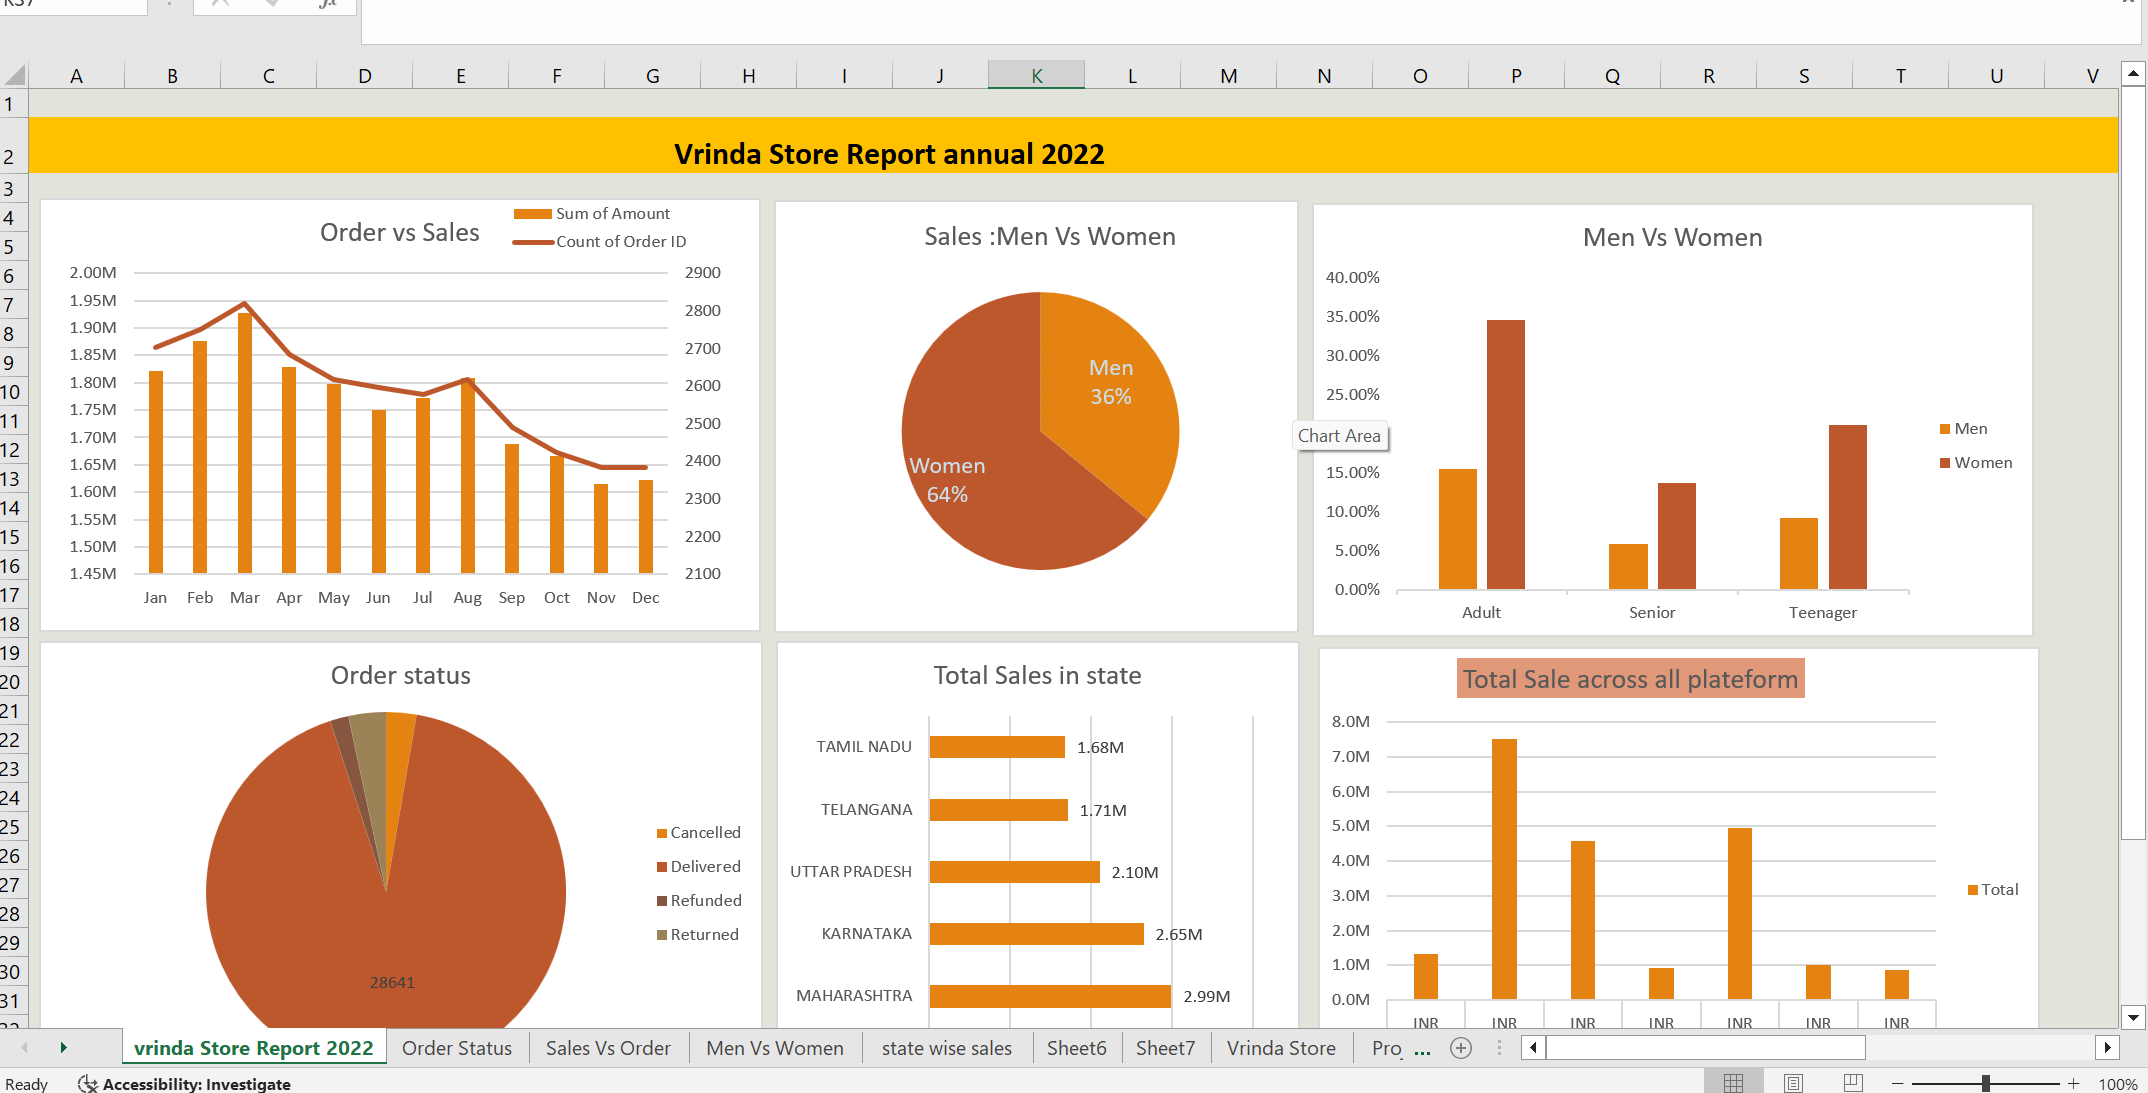 A B C D E F G H I J K L M N O P Q R S T U V
1
2
3
4
5
6
7
8
9
10
11
12
13
14
15
16
17
18
19
20
21
22
23
24
25
26
27
28
29
30
31
Vrinda Store Report annual 2022
Order vs Sales
Sum of Amount
Count of Order ID
2.00M
1.95M
1.90M
1.85M
1.80M
1.75M
1.70M
1.65M
1.60M
1.55M
1.50M
1.45M
2900
2800
2700
2600
2500
2400
2300
2200
2100
Jan Feb Mar Apr May Jun Jul Aug Sep Oct Nov Dec
Sales :Men Vs Women
Men
36%
Women
64%
Men Vs Women
40.00%
35.00%
30.00%
25.00%
Chart Area
15.00%
10.00%
5.00%
0.00%
Adult Senior Teenager
Men
Women
Order status
28641
Cancelled
Delivered
Refunded
Returned
Total Sales in state
TAMIL NADU 1.68M
TELANGANA 1.71M
UTTAR PRADESH 2.10M
KARNATAKA 2.65M
MAHARASHTRA 2.99M
Total Sale across all plateform
8.0M
7.0M
6.0M
5.0M
4.0M
3.0M
2.0M
1.0M
0.0M
INR INR INR INR INR INR INR
Total
vrinda Store Report 2022 Order Status Sales Vs Order Men Vs Women state wise sales Sheet6 Sheet7 Vrinda Store Pro ...
Ready Accessibility: Investigate 100%